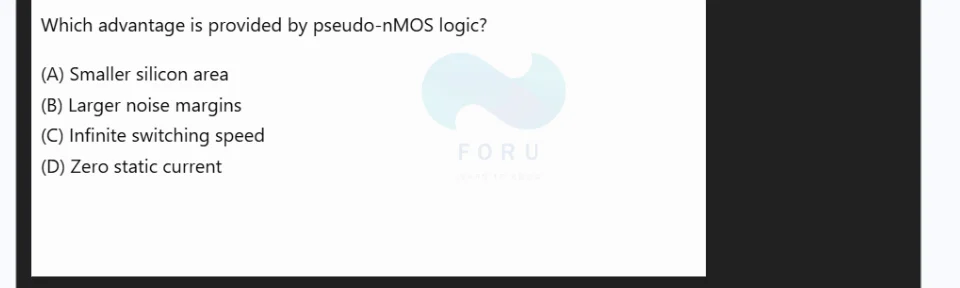 Which advantage is provided by pseudo-nMOS logic?
(A) Smaller silicon area
(B) Larger noise margins
(C) Infinite switching speed
(D) Zero static current
FORU